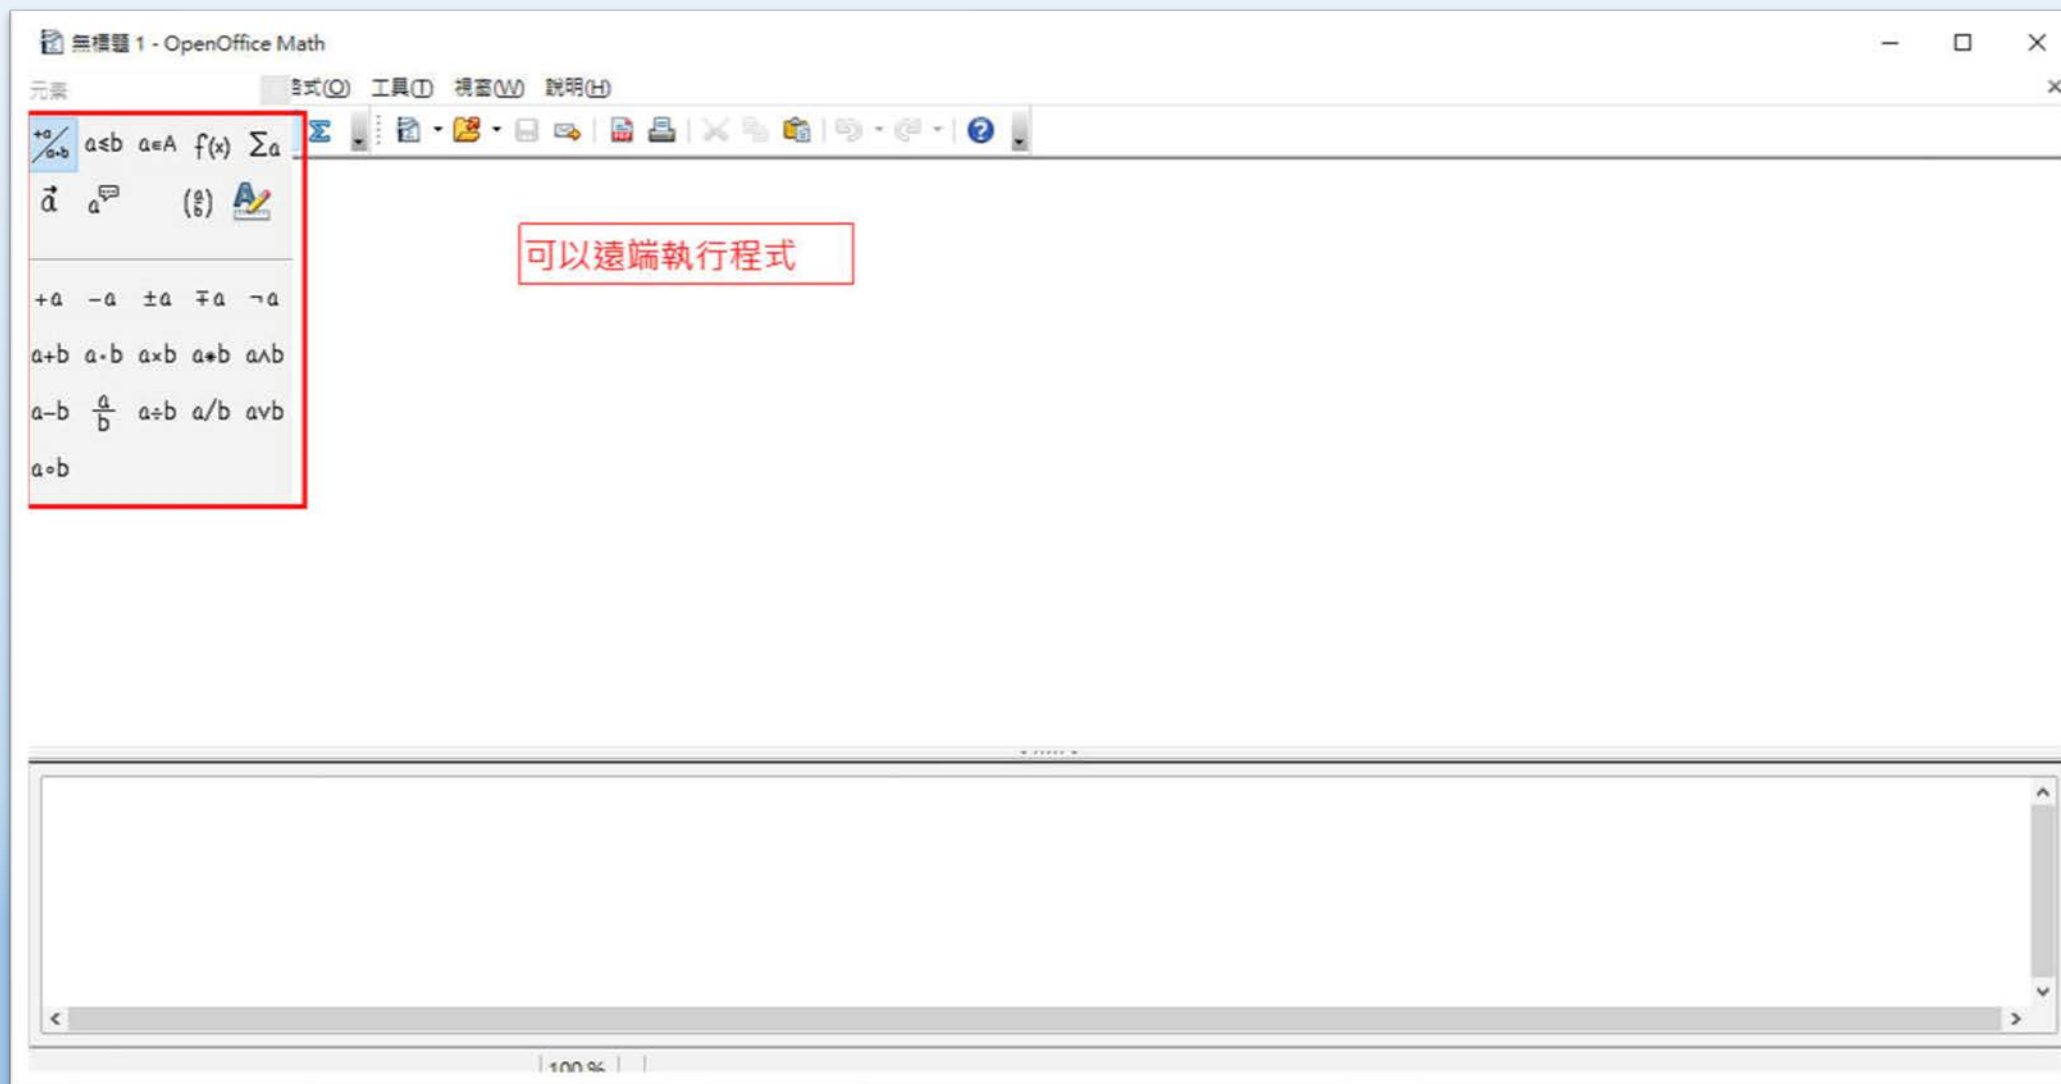 無標題 1 - OpenOffice Math
元素
格式(O) 工具(T) 視窗(W) 說明(H)
+a/a+b a≤b a∈A f(x) Σa
a⃗ a (a b)
可以遠端執行程式
+a -a ±a ∓a ¬a
a+b a·b a×b a∗b a∧b
a-b a/b a÷b a/b a∨b
a∘b
100 %